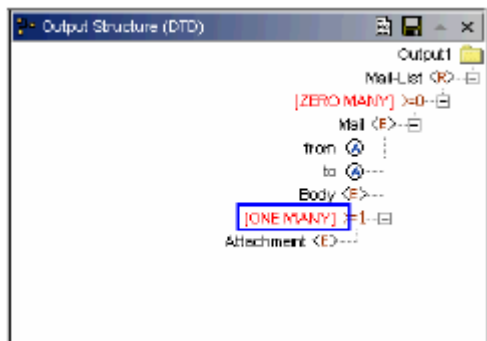 Output Structure (DTD)
Output1
Mail-List <R>
[ZERO MANY] >=0
Mail <E>
from A
to A
Body <E>
[ONE MANY] >=1
Attachment <E>